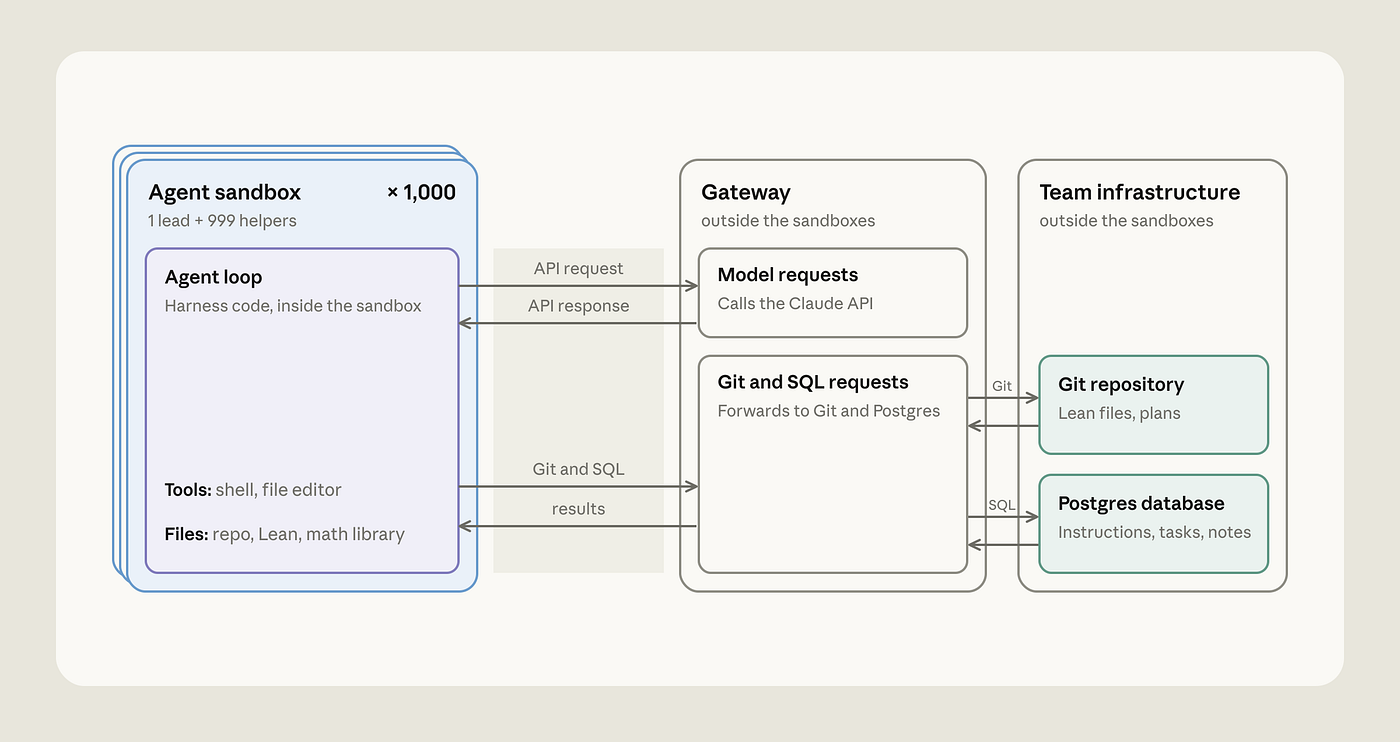 Agent sandbox × 1,000
1 lead + 999 helpers
Agent loop
Harness code, inside the sandbox
Tools: shell, file editor
Files: repo, Lean, math library
API request
API response
Git and SQL
results
Gateway
outside the sandboxes
Model requests
Calls the Claude API
Git and SQL requests
Forwards to Git and Postgres
Git
SQL
Team infrastructure
outside the sandboxes
Git repository
Lean files, plans
Postgres database
Instructions, tasks, notes